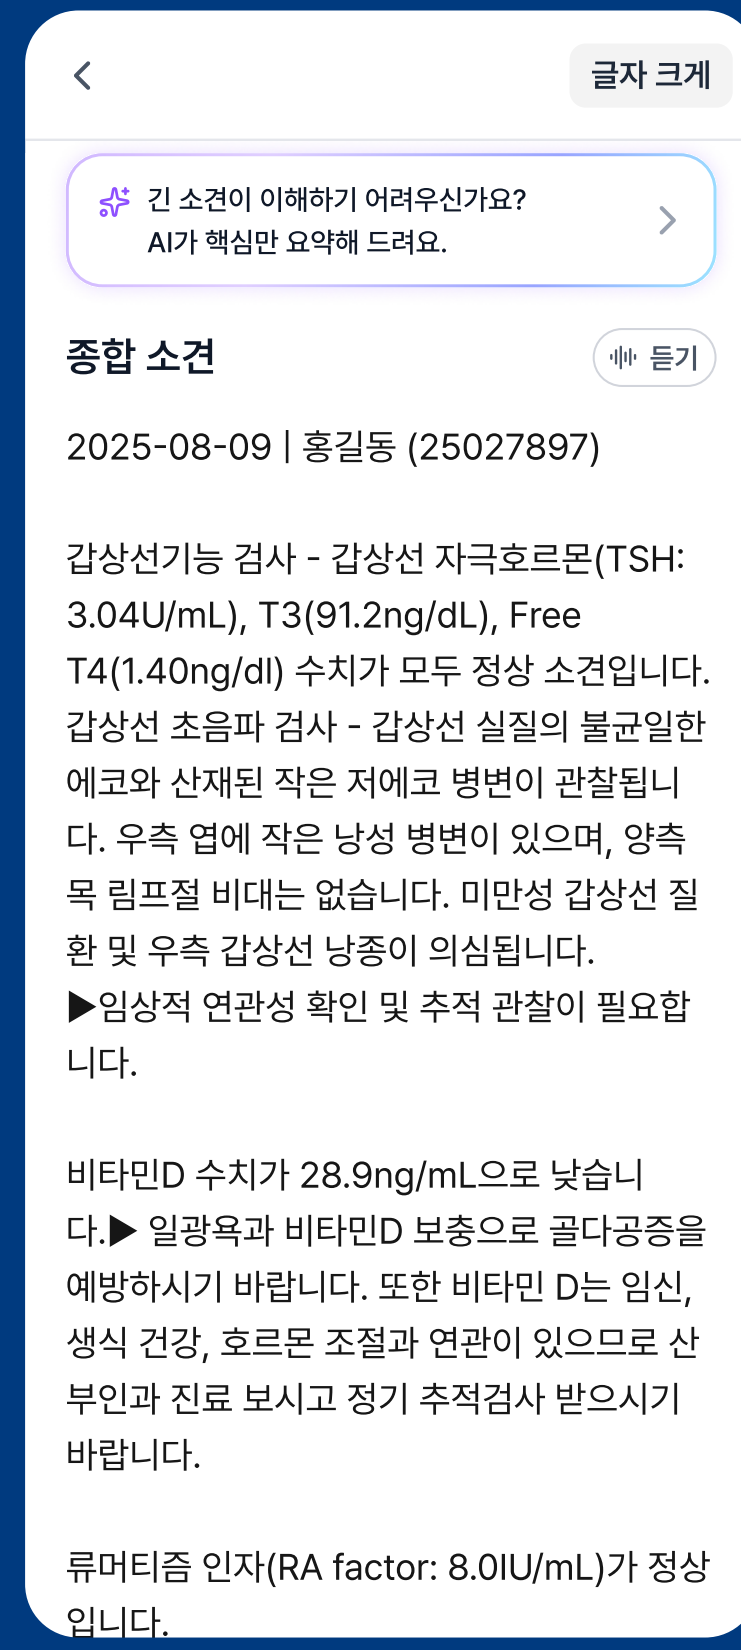 글자 크게
긴 소견이 이해하기 어려우신가요?
AI가 핵심만 요약해 드려요.
종합 소견
듣기
2025-08-09 | 홍길동 (25027897)
갑상선기능 검사 - 갑상선 자극호르몬(TSH:
3.04U/mL), T3(91.2ng/dL), Free
T4(1.40ng/dl) 수치가 모두 정상 소견입니다.
갑상선 초음파 검사 - 갑상선 실질의 불균일한
에코와 산재된 작은 저에코 병변이 관찰됩니
다. 우측 엽에 작은 낭성 병변이 있으며, 양측
목 림프절 비대는 없습니다. 미만성 갑상선 질
환 및 우측 갑상선 낭종이 의심됩니다.
▶임상적 연관성 확인 및 추적 관찰이 필요합
니다.
비타민D 수치가 28.9ng/mL으로 낮습니
다.▶ 일광욕과 비타민D 보충으로 골다공증을
예방하시기 바랍니다. 또한 비타민 D는 임신,
생식 건강, 호르몬 조절과 연관이 있으므로 산
부인과 진료 보시고 정기 추적검사 받으시기
바랍니다.
류머티즘 인자(RA factor: 8.0IU/mL)가 정상
입니다.